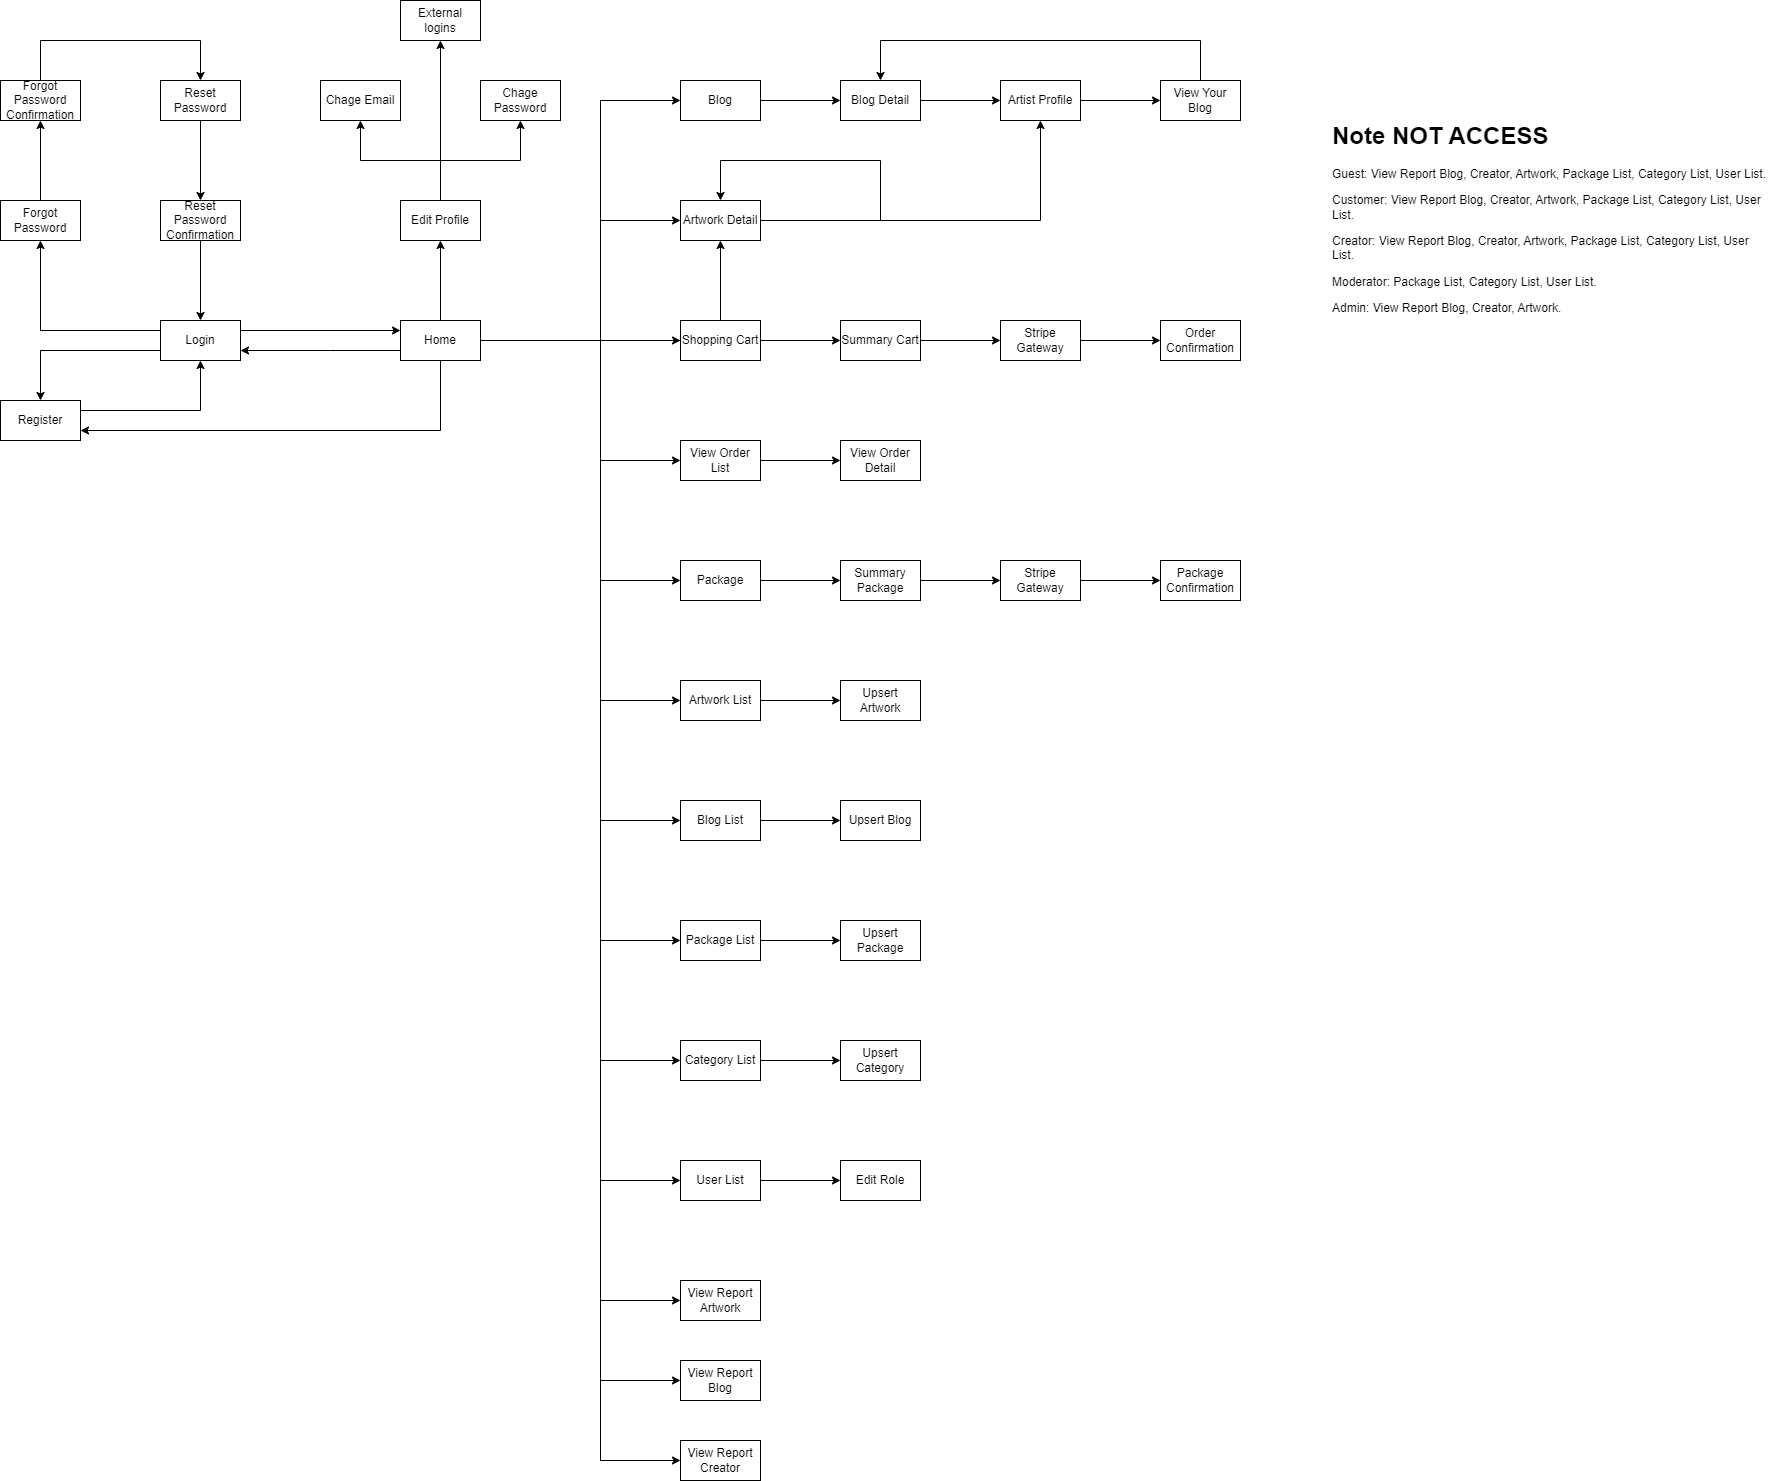 External
logins
Forgot
Password
Confirmation
Reset
Password
Chage Email
Chage
Password
Blog
Blog Detail
Artist Profile
View Your
Blog
Forgot
Password
Reset
Password
Confirmation
Edit Profile
Artwork Detail
Login
Home
Shopping Cart
Summary Cart
Stripe
Gateway
Order
Confirmation
Register
View Order
List
View Order
Detail
Package
Summary
Package
Stripe
Gateway
Package
Confirmation
Artwork List
Upsert
Artwork
Blog List
Upsert Blog
Package List
Upsert
Package
Category List
Upsert
Category
User List
Edit Role
View Report
Artwork
View Report
Blog
View Report
Creator
Note NOT ACCESS
Guest: View Report Blog, Creator, Artwork, Package List, Category List, User List.
Customer: View Report Blog, Creator, Artwork, Package List, Category List, User
List.
Creator: View Report Blog, Creator, Artwork, Package List, Category List, User
List.
Moderator: Package List, Category List, User List.
Admin: View Report Blog, Creator, Artwork.